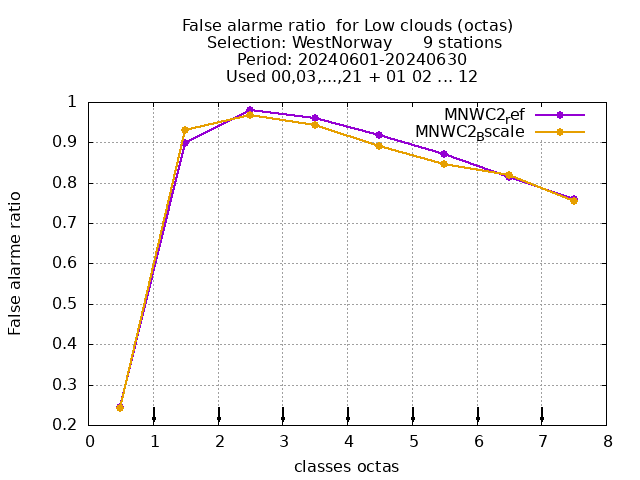 False alarme ratio  for Low clouds (octas)
Selection: WestNorway      9 stations
Period: 20240601-20240630
Used 00,03,...,21 + 01 02 ... 12
MNWC2ref
MNWC2Bscale
1
0.9
0.8
0.7
0.6
0.5
0.4
0.3
0.2
False alarme ratio
0 1 2 3 4 5 6 7 8
classes octas